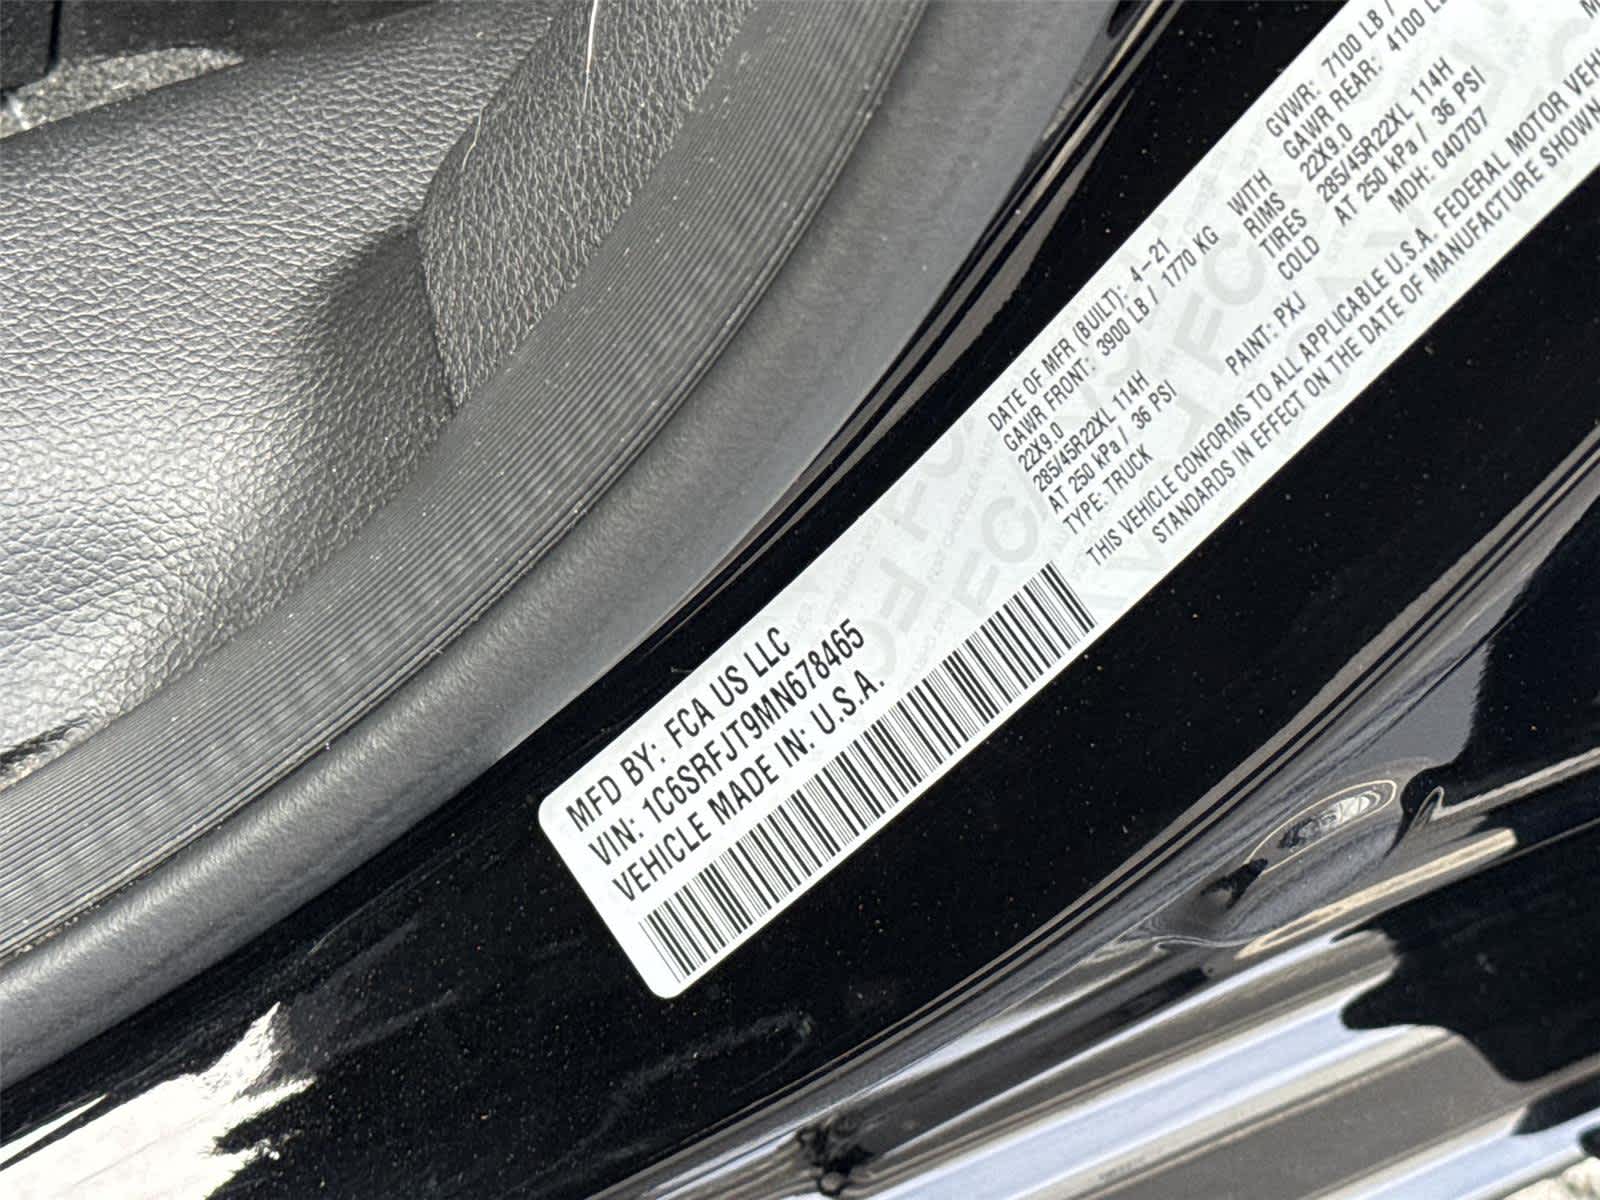 MFD BY: FCA US LLC
VIN: 1C6SRFJT9MN678465
VEHICLE MADE IN: U.S.A.
DATE OF MFR (BUILT): 4-21
GAWR FRONT: 3900 LB / 1770 KG WITH
22X9.0 RIMS
285/45R22XL 114H TIRES
AT 250 kPa / 36 PSI COLD
TYPE: TRUCK PAINT: PXJ
GVWR: 7100 LB /
GAWR REAR: 4100
22X9.0
285/45R22XL 114H
AT 250 kPa / 36 PSI
MDH: 040707
THIS VEHICLE CONFORMS TO ALL APPLICABLE U.S.A. FEDERAL MOTOR
STANDARDS IN EFFECT ON THE DATE OF MANUFACTURE SHOWN